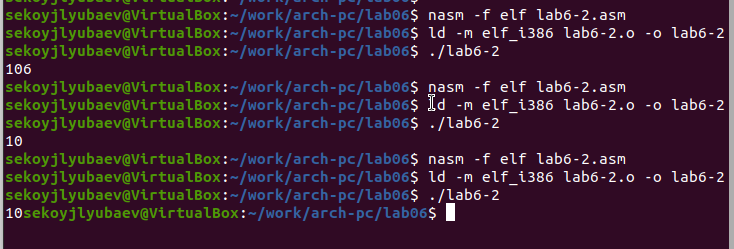 sekoyjlyubaev@VirtualBox:~/work/arch-pc/lab06$ nasm -f elf lab6-2.asm
sekoyjlyubaev@VirtualBox:~/work/arch-pc/lab06$ ld -m elf_i386 lab6-2.o -o lab6-2
sekoyjlyubaev@VirtualBox:~/work/arch-pc/lab06$ ./lab6-2
106
sekoyjlyubaev@VirtualBox:~/work/arch-pc/lab06$ nasm -f elf lab6-2.asm
sekoyjlyubaev@VirtualBox:~/work/arch-pc/lab06$ ld -m elf_i386 lab6-2.o -o lab6-2
sekoyjlyubaev@VirtualBox:~/work/arch-pc/lab06$ ./lab6-2
10
sekoyjlyubaev@VirtualBox:~/work/arch-pc/lab06$ nasm -f elf lab6-2.asm
sekoyjlyubaev@VirtualBox:~/work/arch-pc/lab06$ ld -m elf_i386 lab6-2.o -o lab6-2
sekoyjlyubaev@VirtualBox:~/work/arch-pc/lab06$ ./lab6-2
10sekoyjlyubaev@VirtualBox:~/work/arch-pc/lab06$